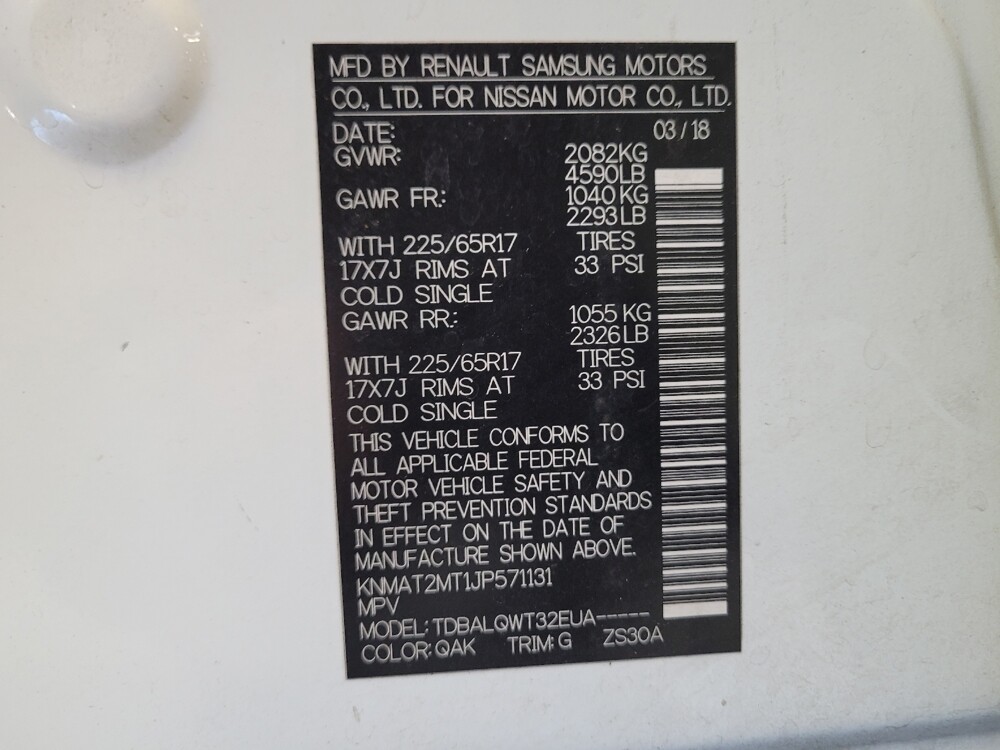 MFD BY RENAULT SAMSUNG MOTORS
CO., LTD. FOR NISSAN MOTOR CO., LTD.
DATE: 03/18
GVWR: 2082KG
4590LB
GAWR FR.: 1040KG
2293LB
WITH 225/65R17 TIRES
17X7J RIMS AT 33 PSI
COLD SINGLE
GAWR RR.: 1055KG
2326LB
WITH 225/65R17 TIRES
17X7J RIMS AT 33 PSI
COLD SINGLE
THIS VEHICLE CONFORMS TO
ALL APPLICABLE FEDERAL
MOTOR VEHICLE SAFETY AND
THEFT PREVENTION STANDARDS
IN EFFECT ON THE DATE OF
MANUFACTURE SHOWN ABOVE.
KNMAT2MT1JP571131
MPV
MODEL: TDBALQWT32EUA-----
COLOR: QAK TRIM: G ZS30A